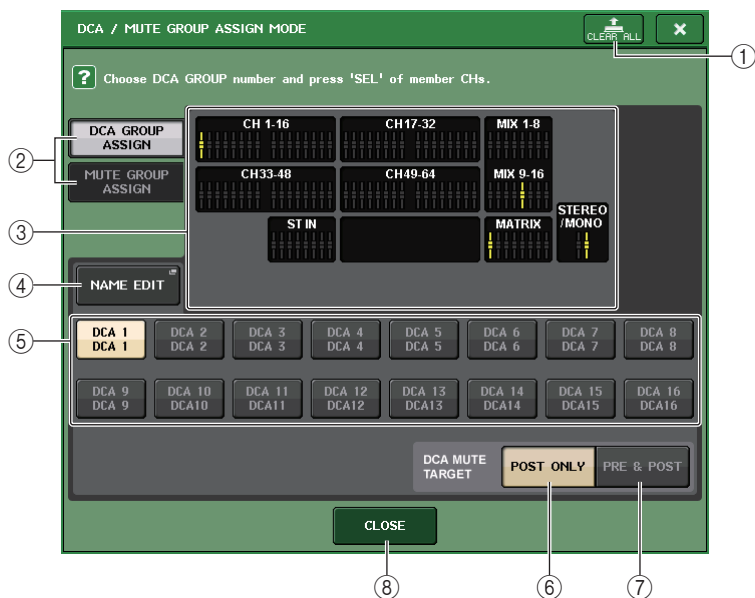 DCA / MUTE GROUP ASSIGN MODE
CLEAR ALL
×
①
? Choose DCA GROUP number and press 'SEL' of member CHs.
DCA GROUP
ASSIGN
MUTE GROUP
ASSIGN
②
CH 1-16
CH17-32
MIX 1-8
CH33-48
CH49-64
MIX 9-16
ST IN
MATRIX
STEREO
/MONO
③
④
NAME EDIT
⑤
DCA 1
DCA 1
DCA 2
DCA 2
DCA 3
DCA 3
DCA 4
DCA 4
DCA 5
DCA 5
DCA 6
DCA 6
DCA 7
DCA 7
DCA 8
DCA 8
DCA 9
DCA 9
DCA 10
DCA10
DCA 11
DCA11
DCA 12
DCA12
DCA 13
DCA13
DCA 14
DCA14
DCA 15
DCA15
DCA 16
DCA16
DCA MUTE
TARGET
POST ONLY
PRE & POST
CLOSE
⑧
⑥
⑦